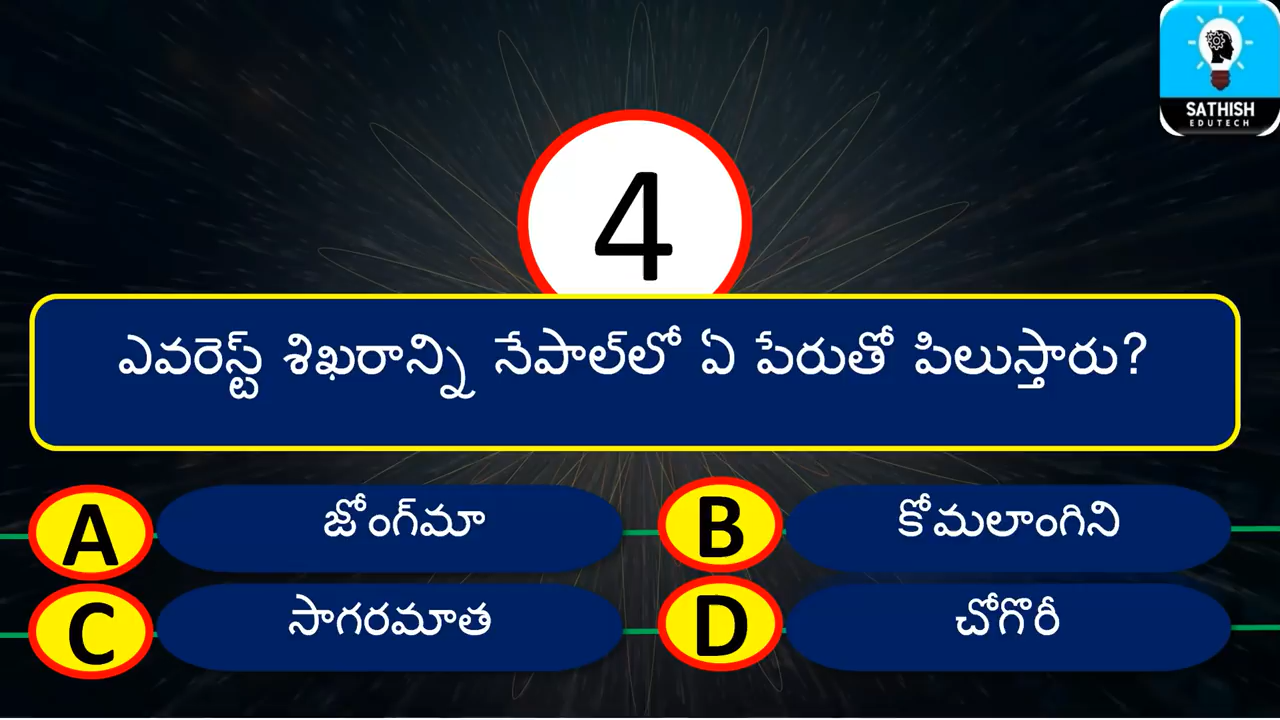 SATHISH
EDUTECH
4
ఎవరెస్ట్ శిఖరాన్ని నేపాల్‌లో ఏ పేరుతో పిలుస్తారు?
A జోంగ్‌మా
B కోమలాంగిని
C సాగరమాత
D చోగొరీ